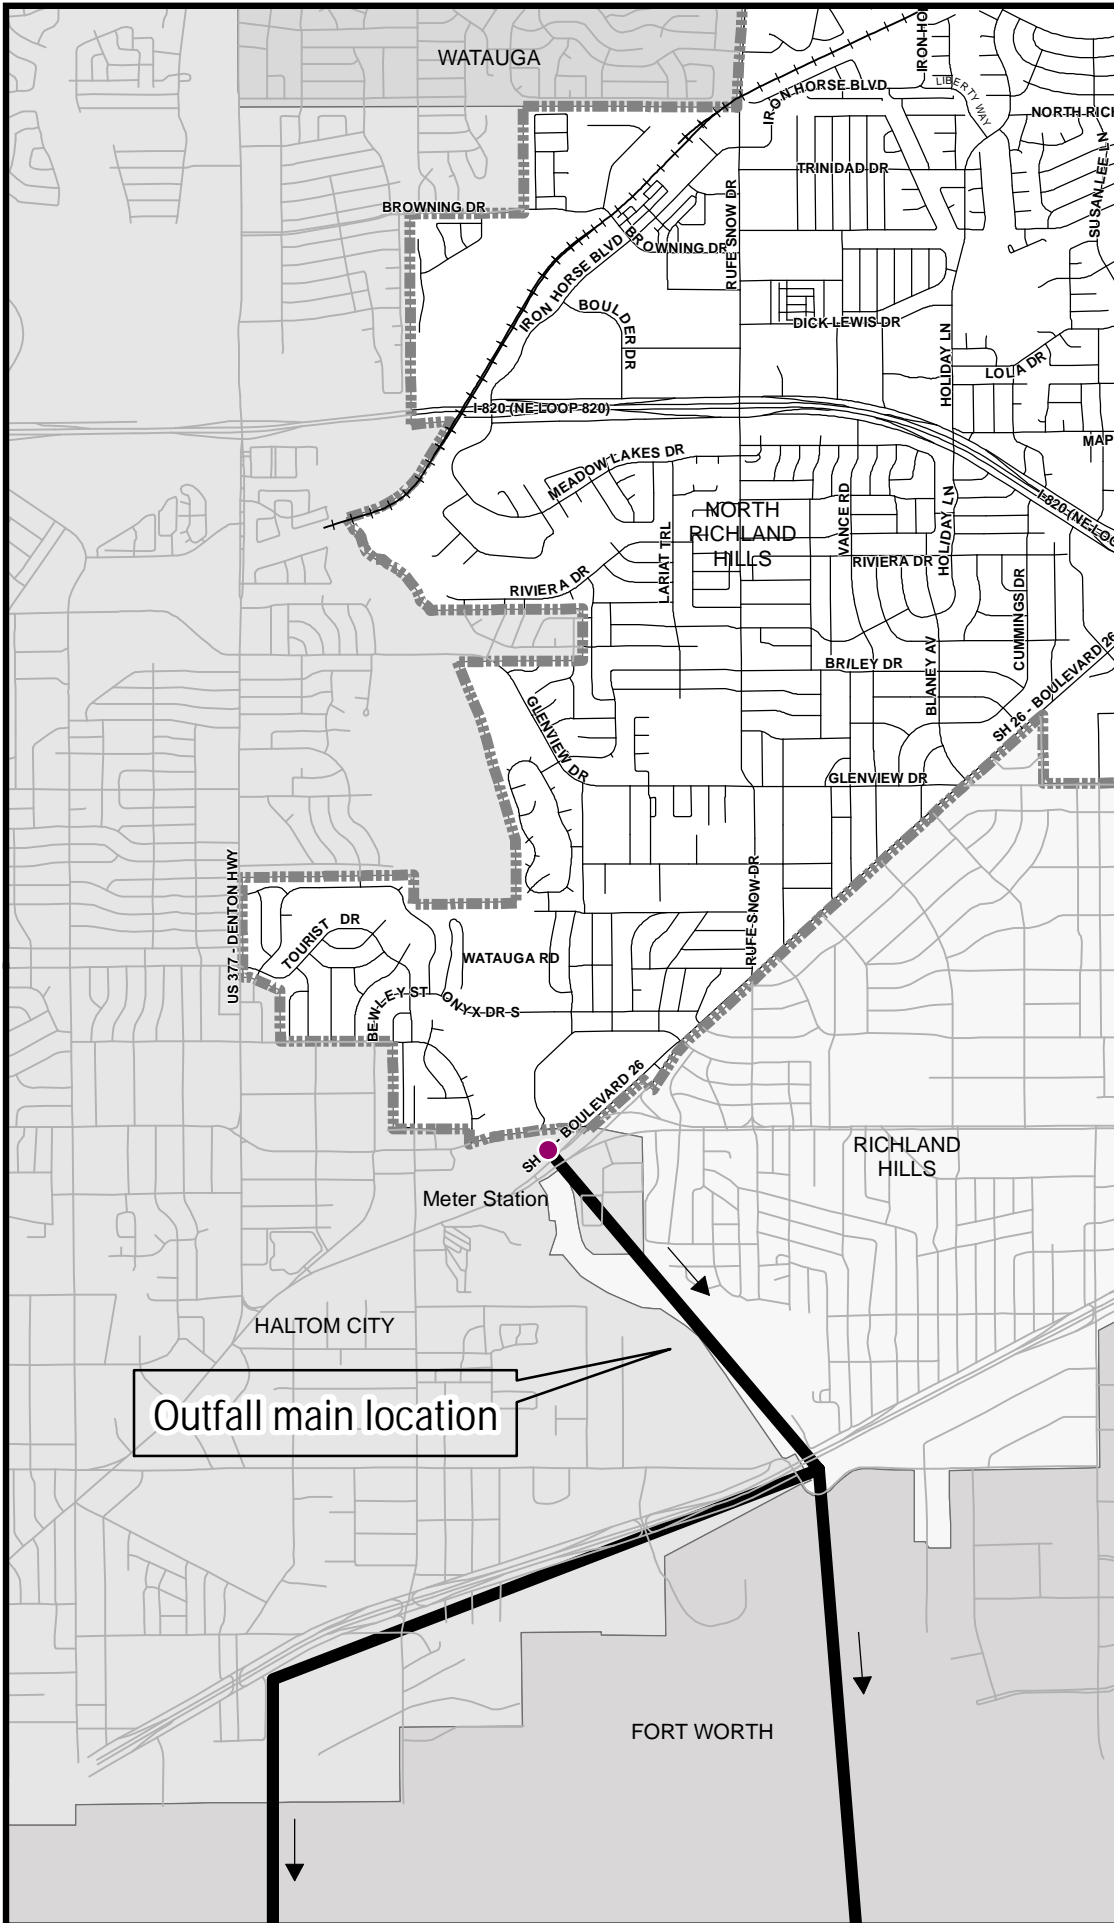 WATAUGA
IRON HO
IRON HORSE BLVD
LIBERTY WAY
NORTH RICH
TRINIDAD DR
SUSAN LEE LN
BROWNING DR
RUFE SNOW DR
BROWNING DR
IRON HORSE BLVD
BOULDER DR
DICK LEWIS DR
HOLIDAY LN
LOLA DR
I-820 (NE LOOP 820)
MAP
MEADOW LAKES DR
I-820 (NE LOO
NORTH
RICHLAND
HILLS
VANCE RD
HOLIDAY LN
LARIAT TRL
RIVIERA DR
RIVIERA DR
CUMMINGS DR
BRILEY DR
BLANEY AV
SH 26 - BOULEVARD 26
GLENVIEW DR
GLENVIEW DR
US 377 - DENTON HWY
TOURIST DR
RUFE SNOW DR
WATAUGA RD
BEWLEY ST
ONYX DR S
SH - BOULEVARD 26
RICHLAND
HILLS
Meter Station
HALTOM CITY
Outfall main location
FORT WORTH